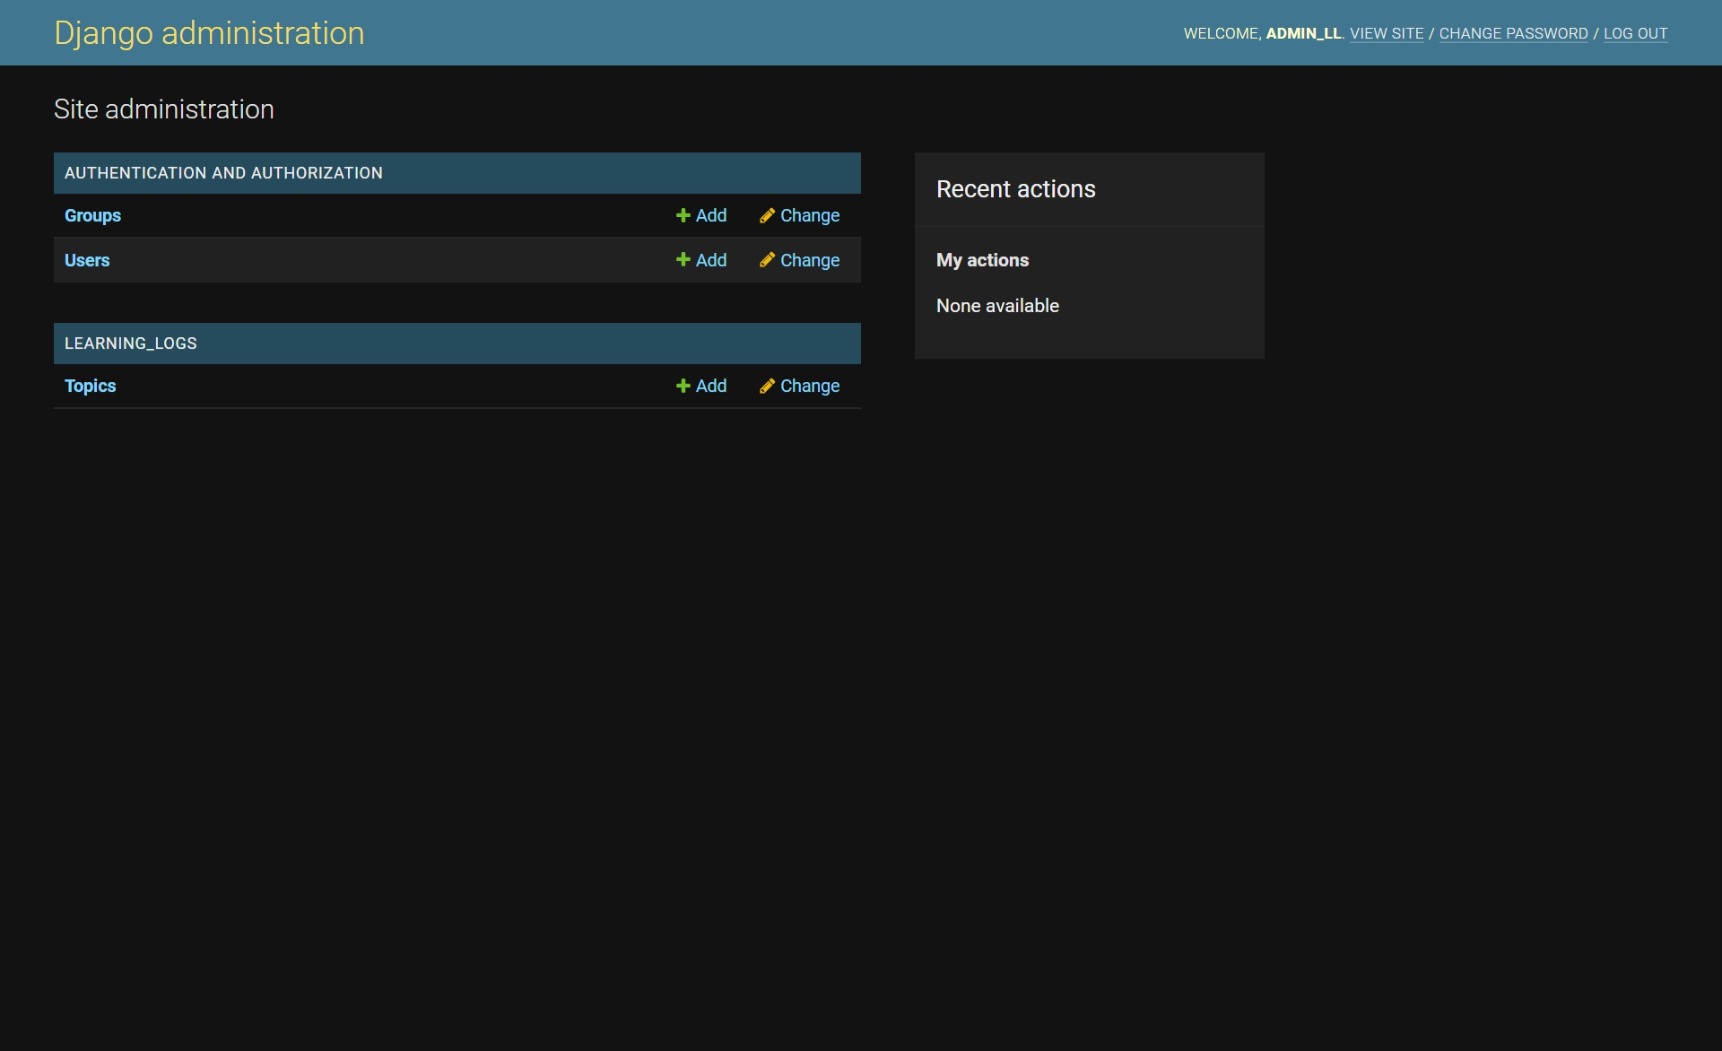 Django administration
WELCOME, ADMIN_LL. VIEW SITE / CHANGE PASSWORD / LOG OUT
Site administration
AUTHENTICATION AND AUTHORIZATION
Groups Add Change
Users Add Change
LEARNING_LOGS
Topics Add Change
Recent actions
My actions
None available